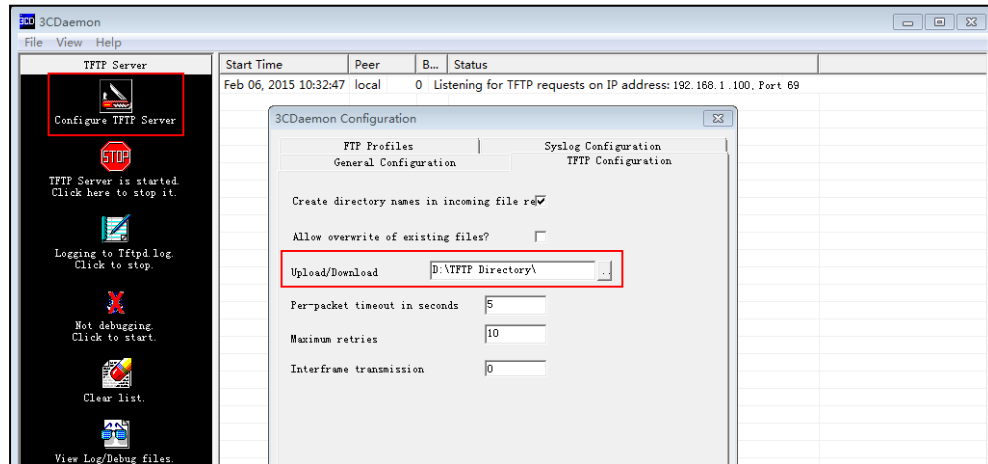 3CDaemon
File View Help
TFTP Server
Configure TFTP Server
STOP
TFTP Server is started.
Click here to stop it.
Logging to Tftpd.log.
Click to stop.
Not debugging.
Click to start.
Clear list.
View Log/Debug files.
Start Time Peer B... Status
Feb 06, 2015 10:32:47 local 0 Listening for TFTP requests on IP address: 192.168.1.100, Port 69
3CDaemon Configuration
FTP Profiles Syslog Configuration
General Configuration TFTP Configuration
Create directory names in incoming file re
Allow overwrite of existing files?
Upload/Download D:\TFTP Directory\ ..
Per-packet timeout in seconds 5
Maximum retries 10
Interframe transmission 0